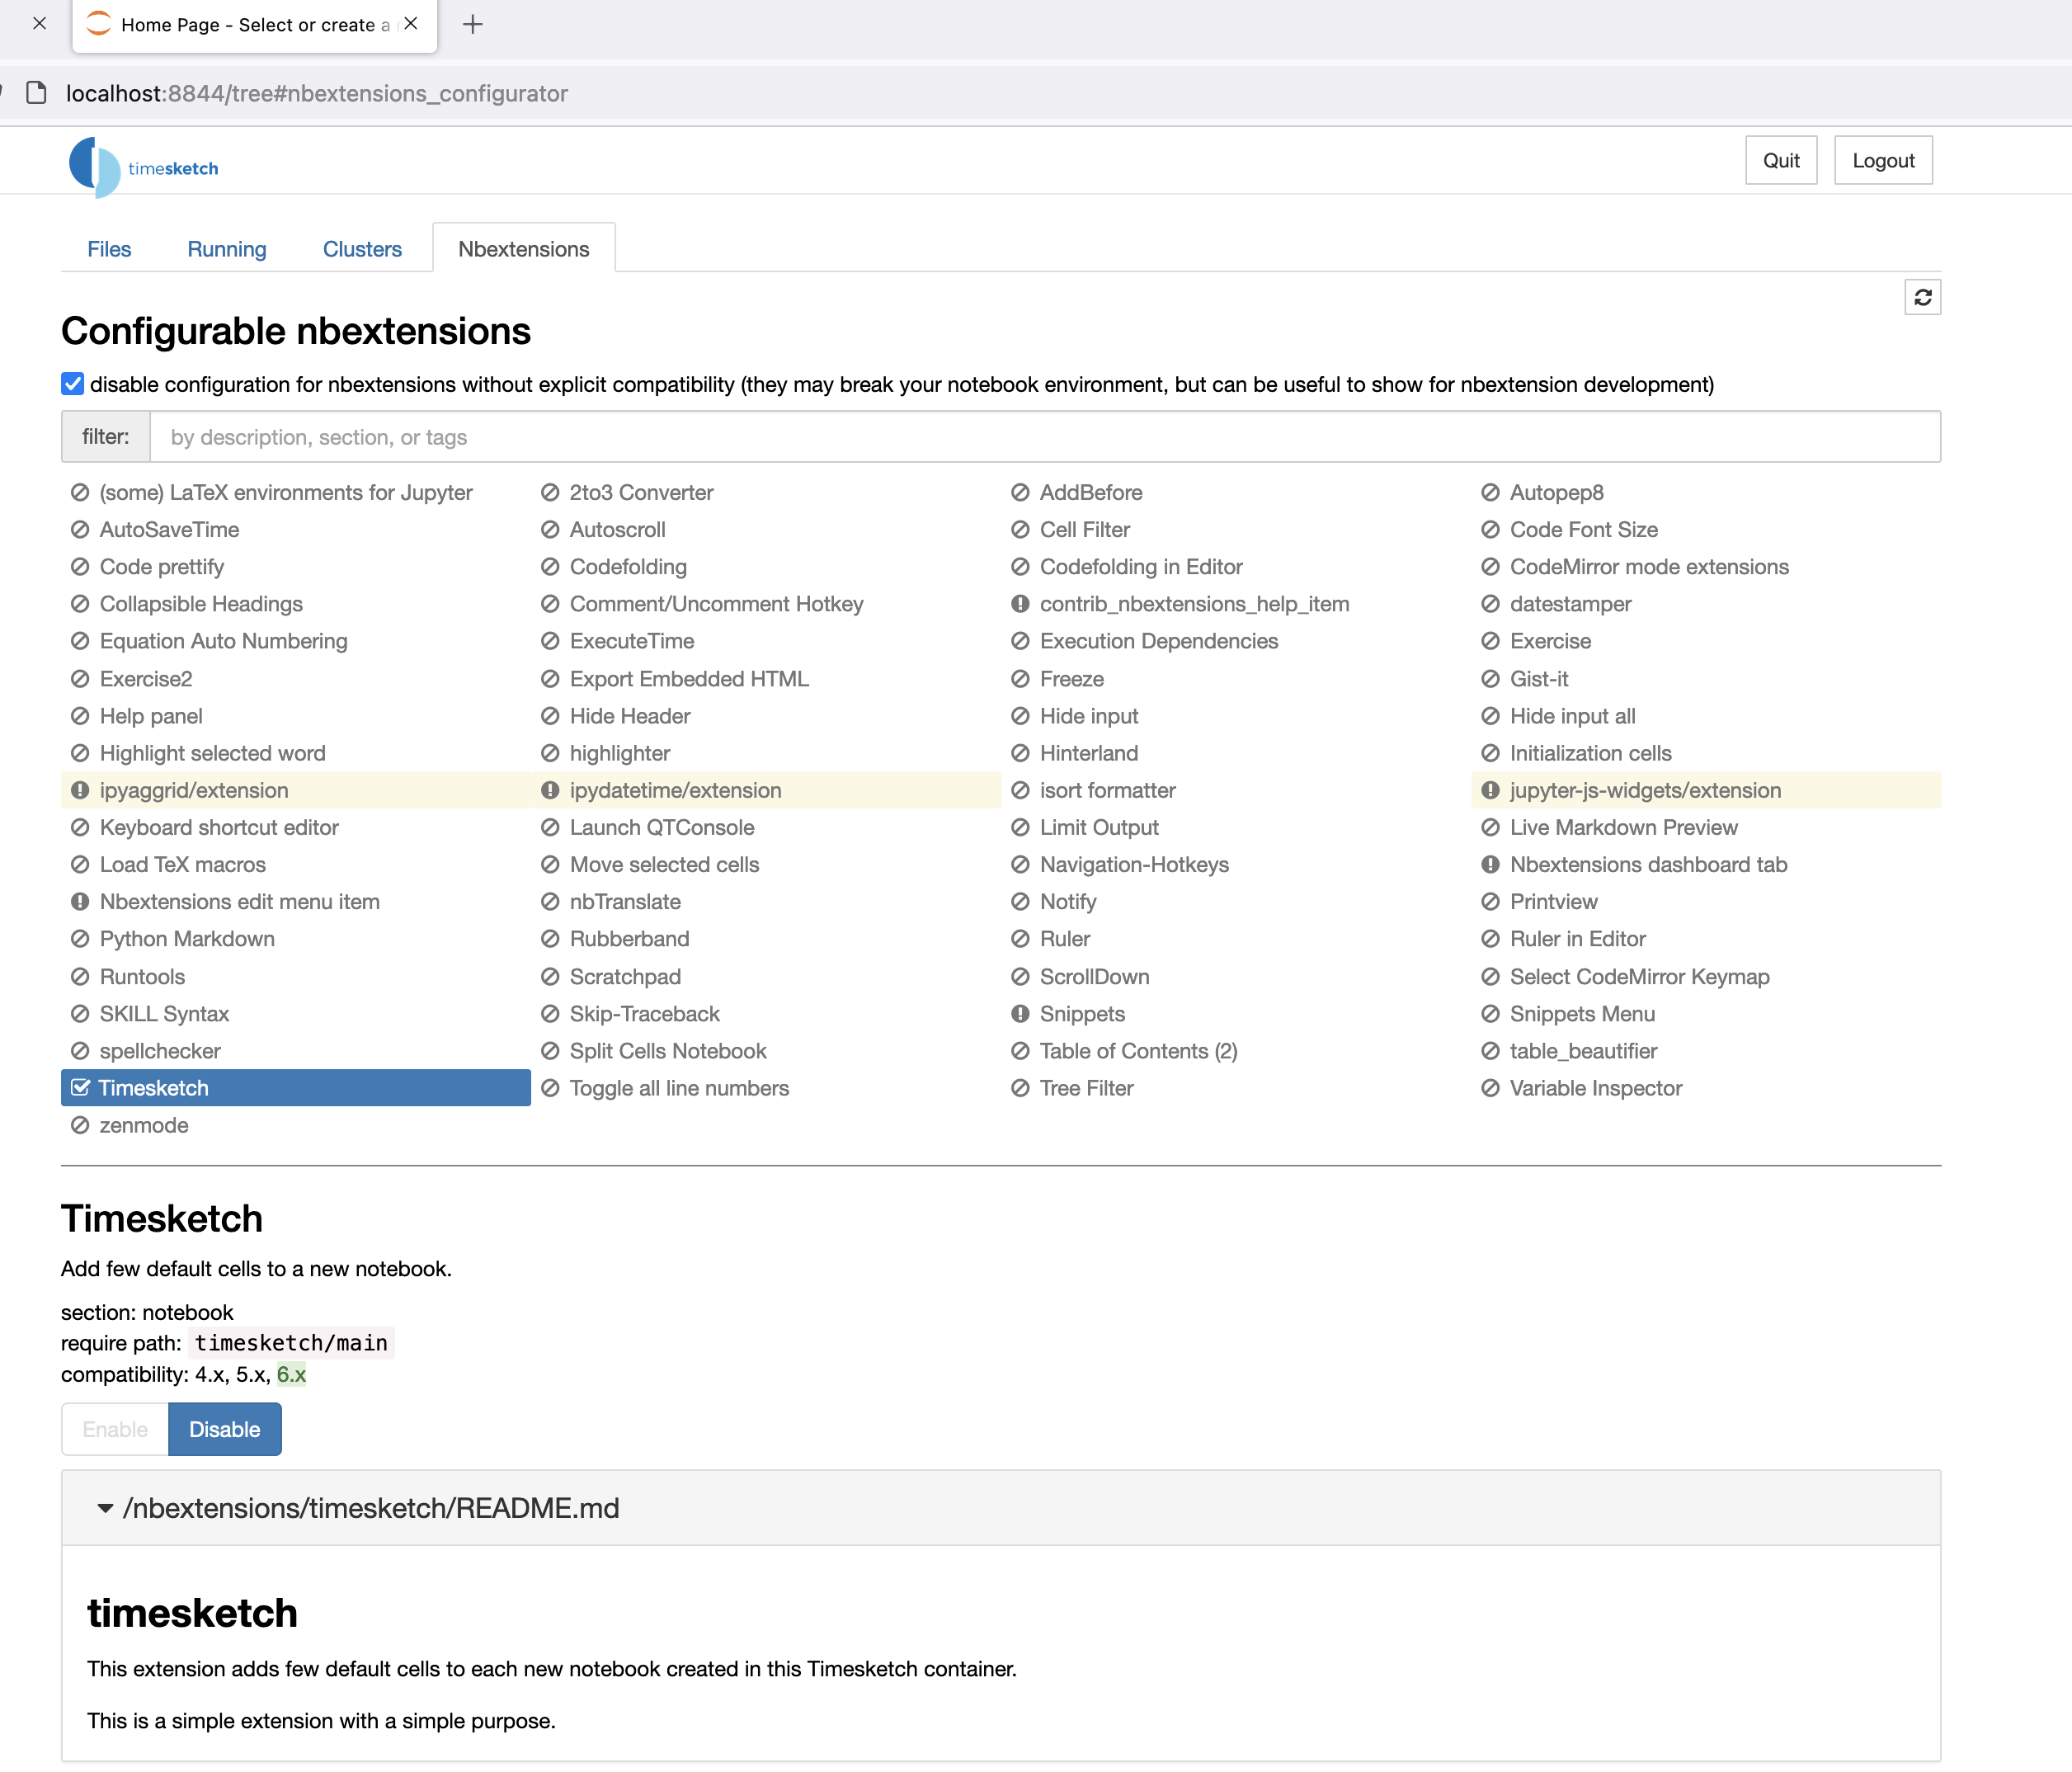 Home Page - Select or create a
localhost:8844/tree#nbextensions_configurator
timesketch
Quit
Logout
Files
Running
Clusters
Nbextensions
Configurable nbextensions
disable configuration for nbextensions without explicit compatibility (they may break your notebook environment, but can be useful to show for nbextension development)
filter:
by description, section, or tags
(some) LaTeX environments for Jupyter
2to3 Converter
AddBefore
Autopep8
AutoSaveTime
Autoscroll
Cell Filter
Code Font Size
Code prettify
Codefolding
Codefolding in Editor
CodeMirror mode extensions
Collapsible Headings
Comment/Uncomment Hotkey
contrib_nbextensions_help_item
datestamper
Equation Auto Numbering
ExecuteTime
Execution Dependencies
Exercise
Exercise2
Export Embedded HTML
Freeze
Gist-it
Help panel
Hide Header
Hide input
Hide input all
Highlight selected word
highlighter
Hinterland
Initialization cells
ipyaggrid/extension
ipydatetime/extension
isort formatter
jupyter-js-widgets/extension
Keyboard shortcut editor
Launch QTConsole
Limit Output
Live Markdown Preview
Load TeX macros
Move selected cells
Navigation-Hotkeys
Nbextensions dashboard tab
Nbextensions edit menu item
nbTranslate
Notify
Printview
Python Markdown
Rubberband
Ruler
Ruler in Editor
Runtools
Scratchpad
ScrollDown
Select CodeMirror Keymap
SKILL Syntax
Skip-Traceback
Snippets
Snippets Menu
spellchecker
Split Cells Notebook
Table of Contents (2)
table_beautifier
Timesketch
Toggle all line numbers
Tree Filter
Variable Inspector
zenmode
Timesketch
Add few default cells to a new notebook.
section: notebook
require path: timesketch/main
compatibility: 4.x, 5.x, 6.x
Enable
Disable
/nbextensions/timesketch/README.md
timesketch
This extension adds few default cells to each new notebook created in this Timesketch container.
This is a simple extension with a simple purpose.